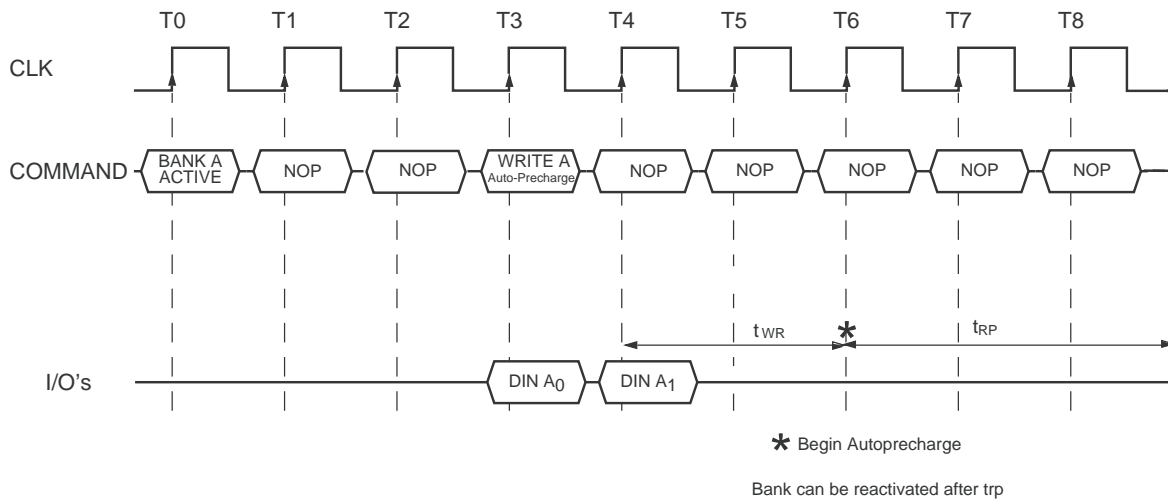 T0 T1 T2 T3 T4 T5 T6 T7 T8
CLK
COMMAND
BANK A
ACTIVE
NOP
NOP
WRITE A
Auto-Precharge
NOP
NOP
NOP
NOP
NOP
tWR
*
tRP
I/O's
DIN A0
DIN A1
* Begin Autoprecharge
Bank can be reactivated after trp